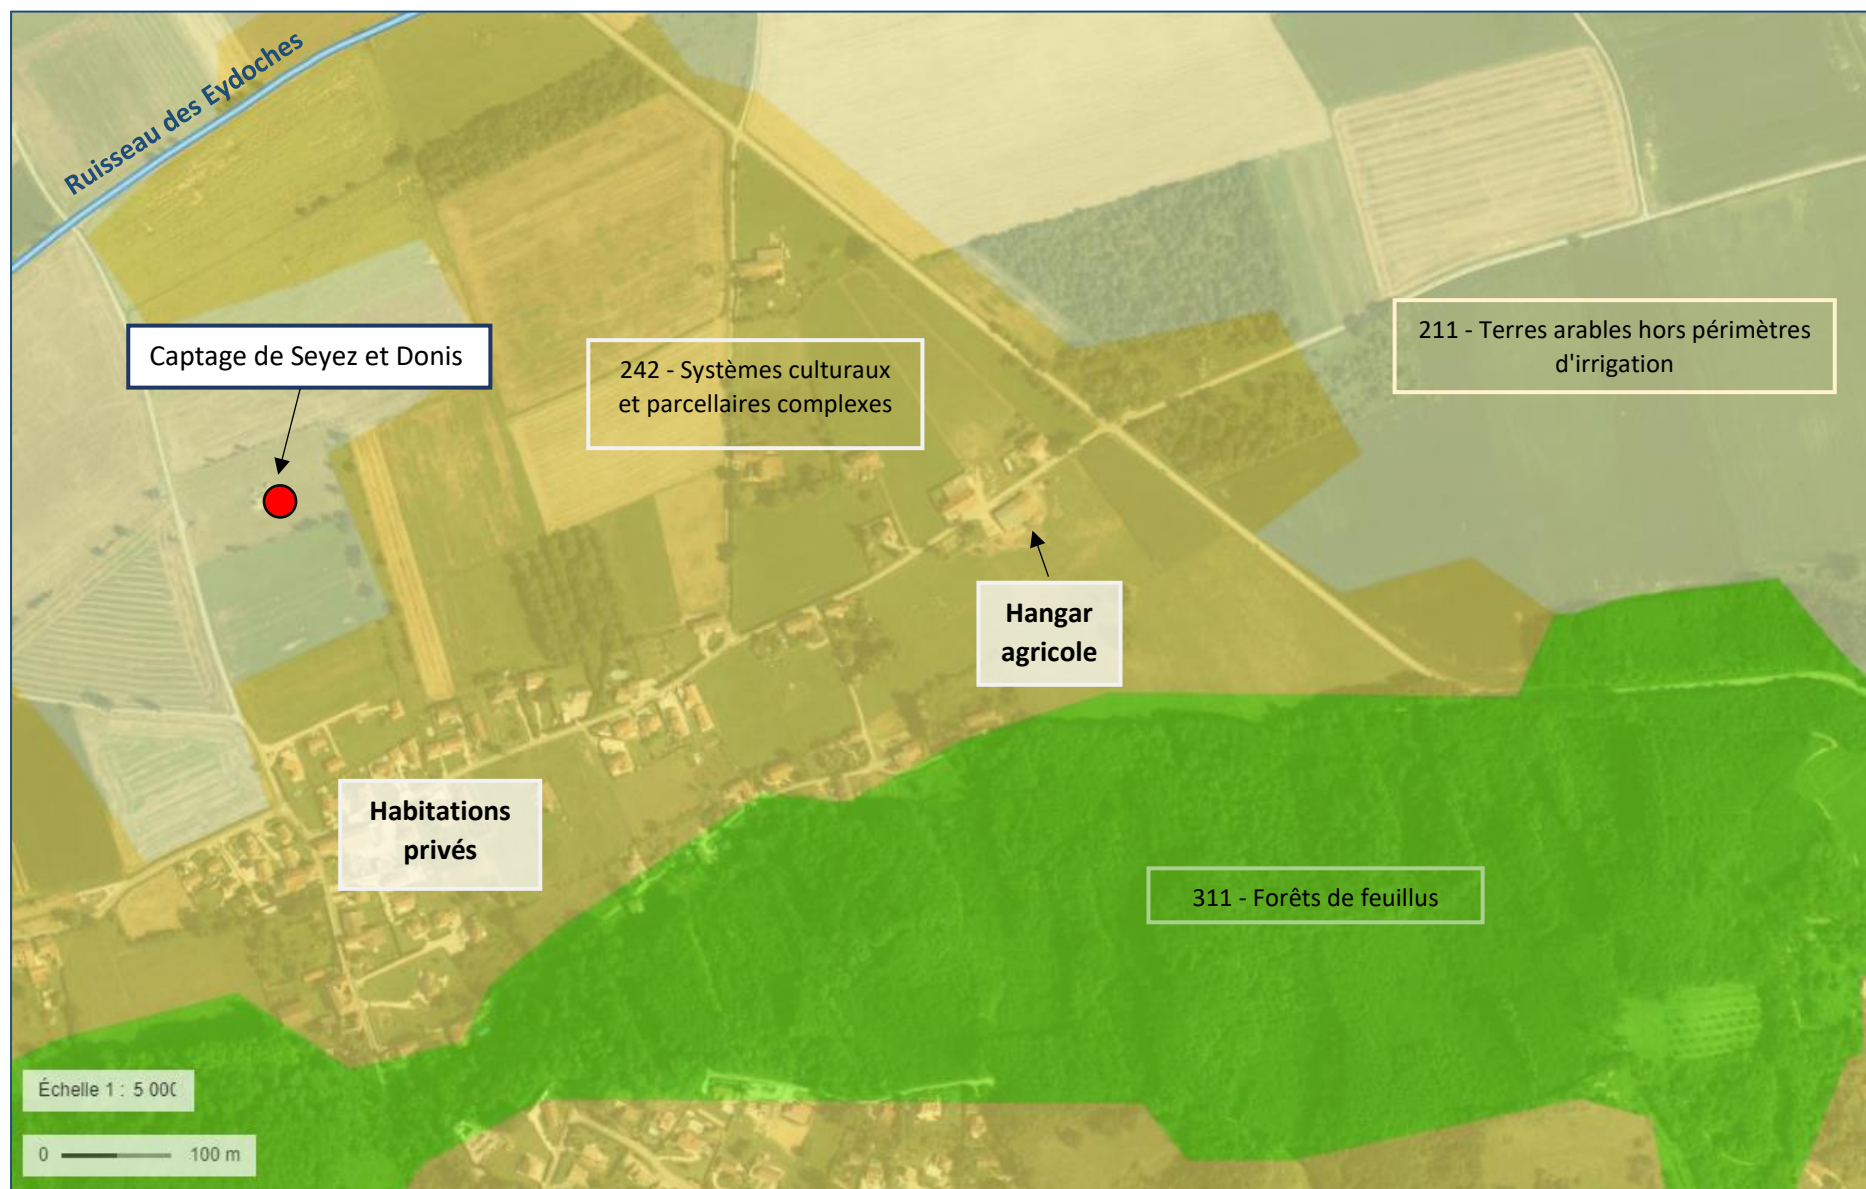 Ruisseau des Eydoches
Captage de Seyez et Donis
242 - Systèmes culturaux
et parcellaires complexes
211 - Terres arables hors périmètres
d'irrigation
Hangar
agricole
Habitations
privés
311 - Forêts de feuillus
Échelle 1 : 5 000
0 100 m